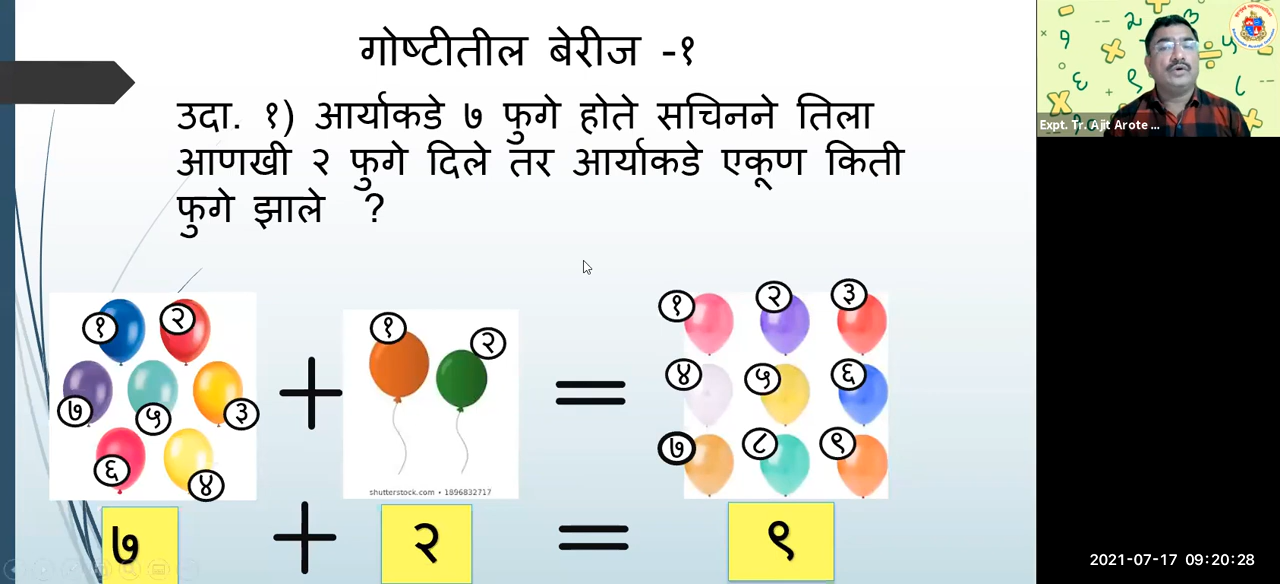 गोष्टीतील बेरीज -१
उदा. १) आर्याकडे ७ फुगे होते सचिनने तिला
आणखी २ फुगे दिले तर आर्याकडे एकूण किती
फुगे झाले ?
१ २
७ ५ ३
६ ४
+
१ २
shutterstock.com • 1896832717
=
१ २ ३
४ ५ ६
७ ८ ९
७ + २ = ९
Expt. Tr. Ajit Arote ...
2021-07-17 09:20:28